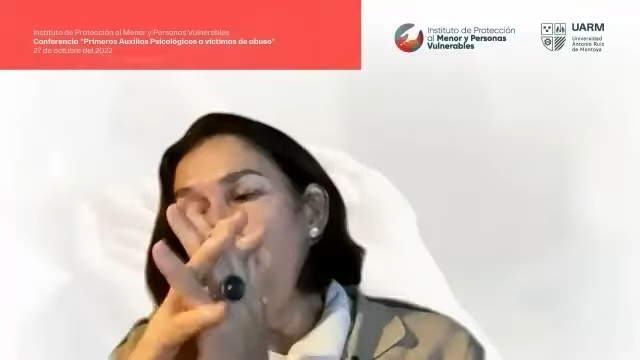 Instituto de Protección al Menor y Personas Vulnerables
Conferencia "Primeros Auxilios Psicológicos a víctimas de abuso"
27 de octubre del 2022
Instituto de Protección
al Menor y Personas
Vulnerables
UARM
Universidad
Antonio Ruiz
de Montoya